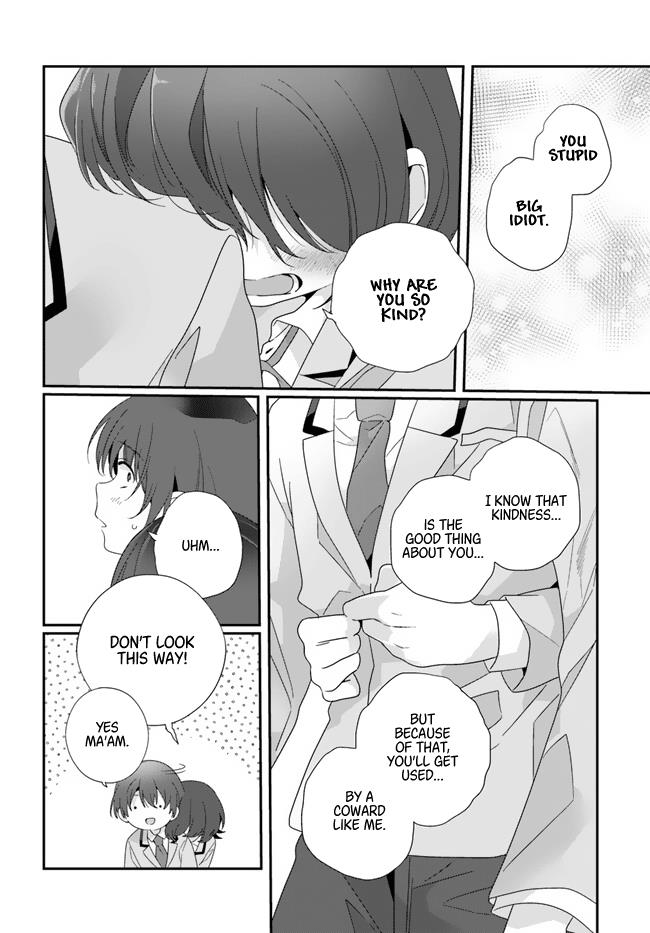 YOU
STUPID
BIG
IDIOT.
WHY ARE
YOU SO
KIND?
I KNOW THAT
KINDNESS...
IS THE
GOOD THING
ABOUT YOU...
BUT
BECAUSE
OF THAT,
YOU'LL GET
USED...
BY A
COWARD
LIKE ME.
UHM...
DON'T LOOK
THIS WAY!
YES
MA'AM.